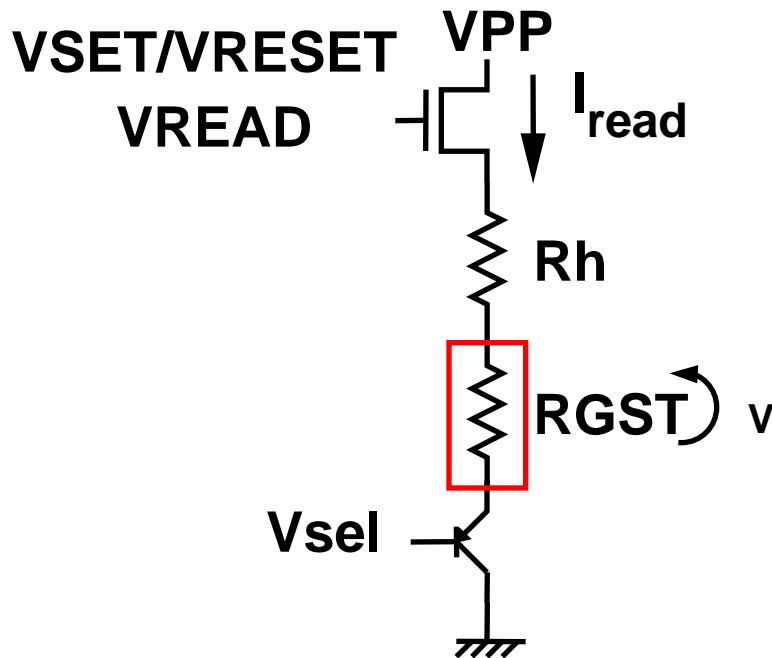 VPP
VSET/VRESET
VREAD
Iread
Rh
RGST
V
Vsel